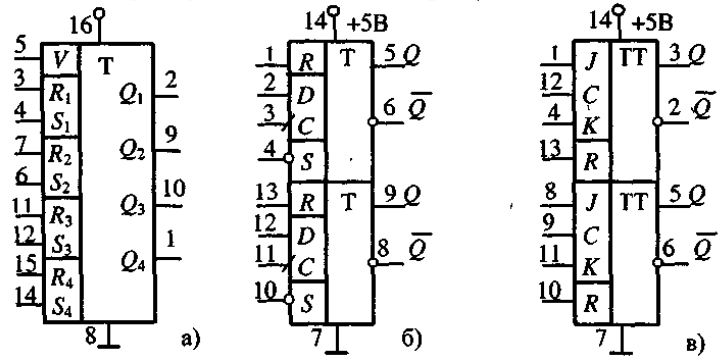 16
5 V T
3 R1 Q1 2
4 S1
7 R2 Q2 9
6 S2
11 R3 Q3 10
12 S3
15 R4 Q4 1
14 S4
8
а)
14 +5В
1 R T 5 Q
2 D
3 C 6 Q̅
4 S
13 R T 9 Q
12 D
11 C 8 Q̅
10 S
7
б)
14 +5В
1 J TT 3 Q
12 C
4 K 2 Q̅
13 R
8 J TT 5 Q
9 C
11 K 6 Q̅
10 R
7
в)